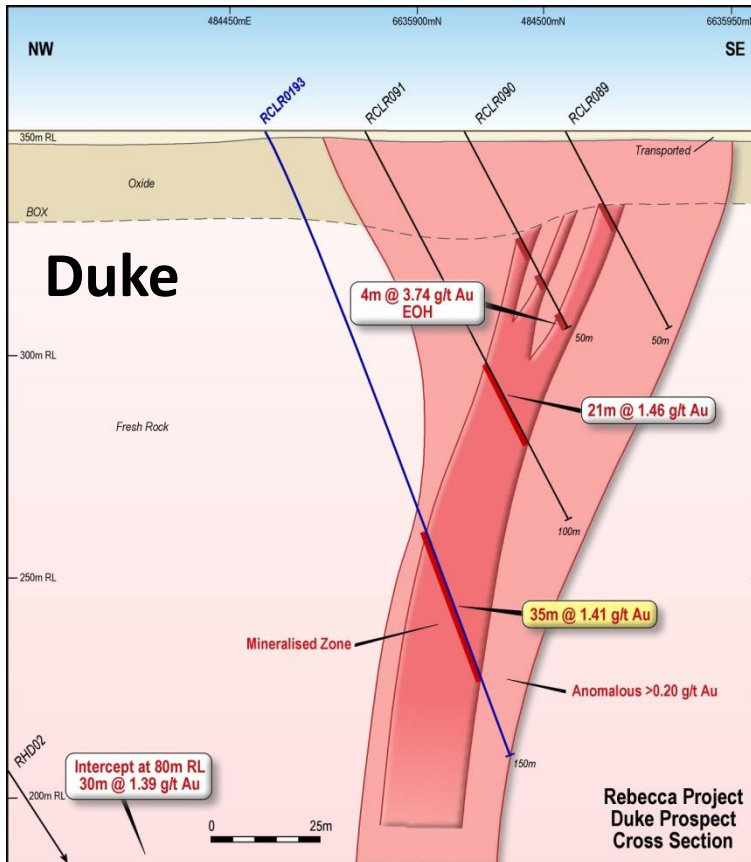 484450mE
6635900mN
484500mN
6635950mN
NW
SE
RCLR0193
RCLR091
RCLR090
RCLR089
350m RL
Transported
Oxide
BOX
Duke
4m @ 3.74 g/t Au
EOH
50m
50m
300m RL
21m @ 1.46 g/t Au
Fresh Rock
100m
250m RL
35m @ 1.41 g/t Au
Mineralised Zone
Anomalous >0.20 g/t Au
150m
RHD02
Intercept at 80m RL
30m @ 1.39 g/t Au
200m RL
0
25m
Rebecca Project
Duke Prospect
Cross Section